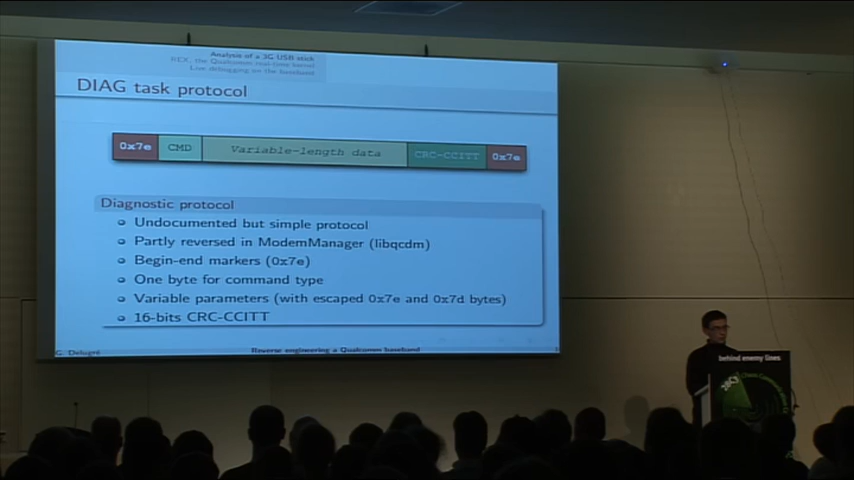 Analysis of a 3G USB stick
REX, the Qualcomm real-time kernel
Live debugging on the baseband
DIAG task protocol
0x7e CMD Variable-length data CRC-CCITT 0x7e
Diagnostic protocol
Undocumented but simple protocol
Partly reversed in ModemManager (libqcdm)
Begin-end markers (0x7e)
One byte for command type
Variable parameters (with escaped 0x7e and 0x7d bytes)
16-bits CRC-CCITT
G. Delugré
Reverse engineering a Qualcomm baseband
behind enemy lines